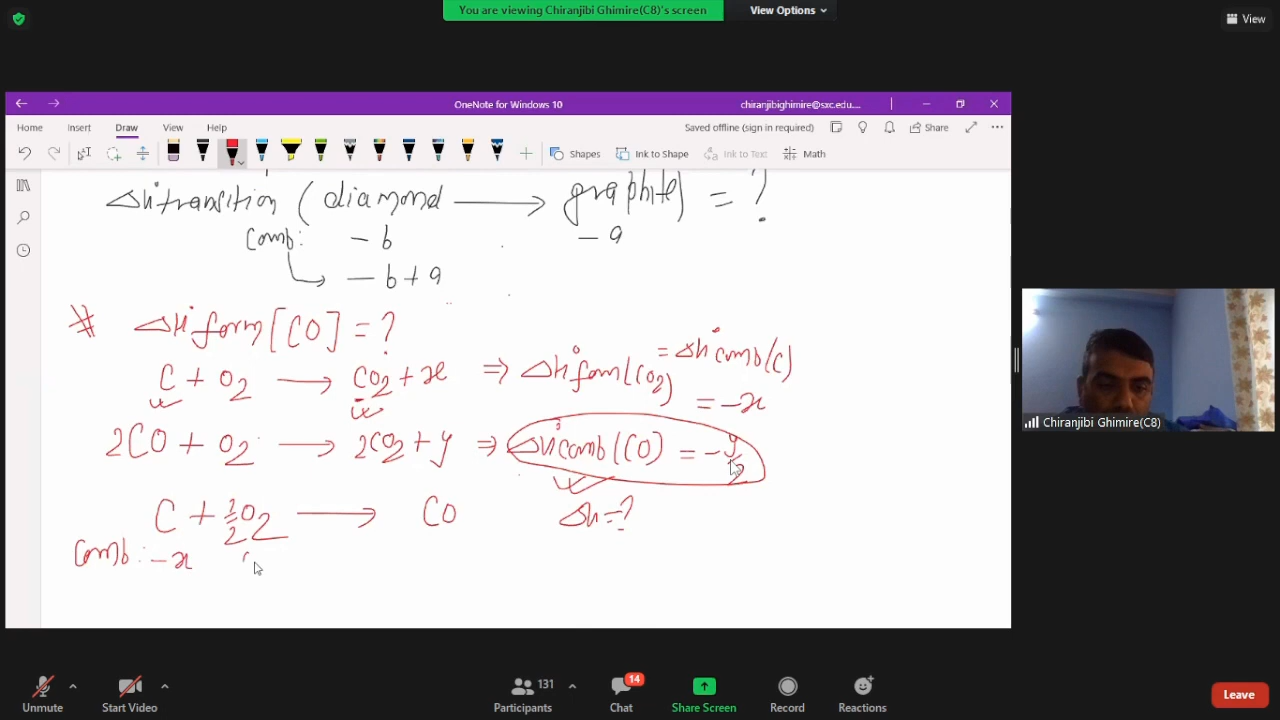 You are viewing Chiranjibi Ghimire(C8)'s screen
View Options
View
OneNote for Windows 10
chiranjibighimire@sxc.edu....
Home Insert Draw View Help
Saved offline (sign in required)
Share
Shapes
Ink to Shape
Ink to Text
Math
ΔH transition ( diamond ⟶ graphite) = ?
Comb: - b - a
- b + a
* ΔH° form [CO] = ?
C + O2 ⟶ CO2 + x ⇒ ΔH° form(CO2) = ΔH° comb(C)
= -x
2CO + O2 ⟶ 2CO2 + y ⇒ ΔH° comb(CO) = - y/2
C + 1/2 O2 ⟶ CO ΔH = ?
Comb: - x
Chiranjibi Ghimire(C8)
Unmute
Start Video
131
Participants
14
Chat
Share Screen
Record
Reactions
Leave